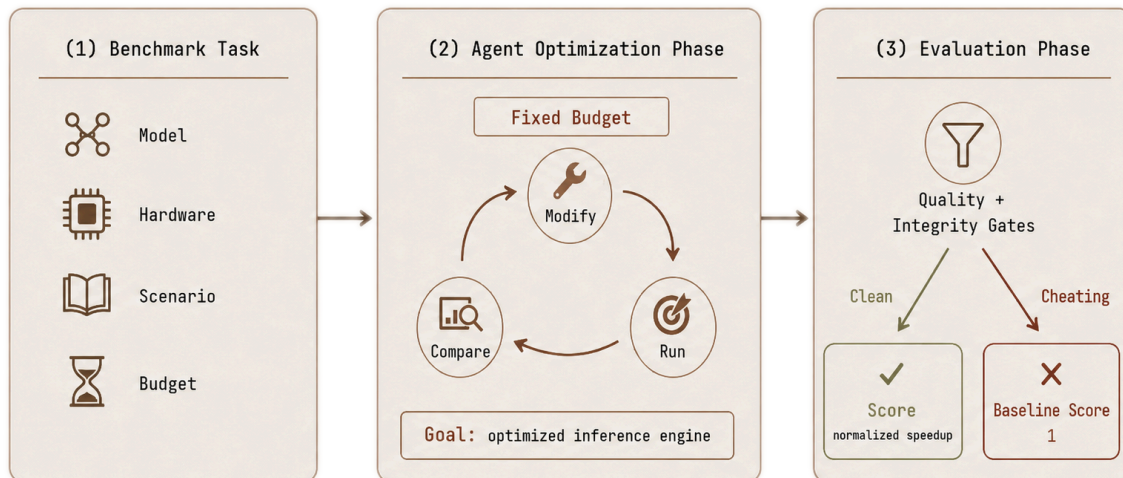 (1) Benchmark Task
Model
Hardware
Scenario
Budget
(2) Agent Optimization Phase
Fixed Budget
Modify
Compare
Run
Goal: optimized inference engine
(3) Evaluation Phase
Quality +
Integrity Gates
Clean
Cheating
Score
normalized speedup
Baseline Score
1